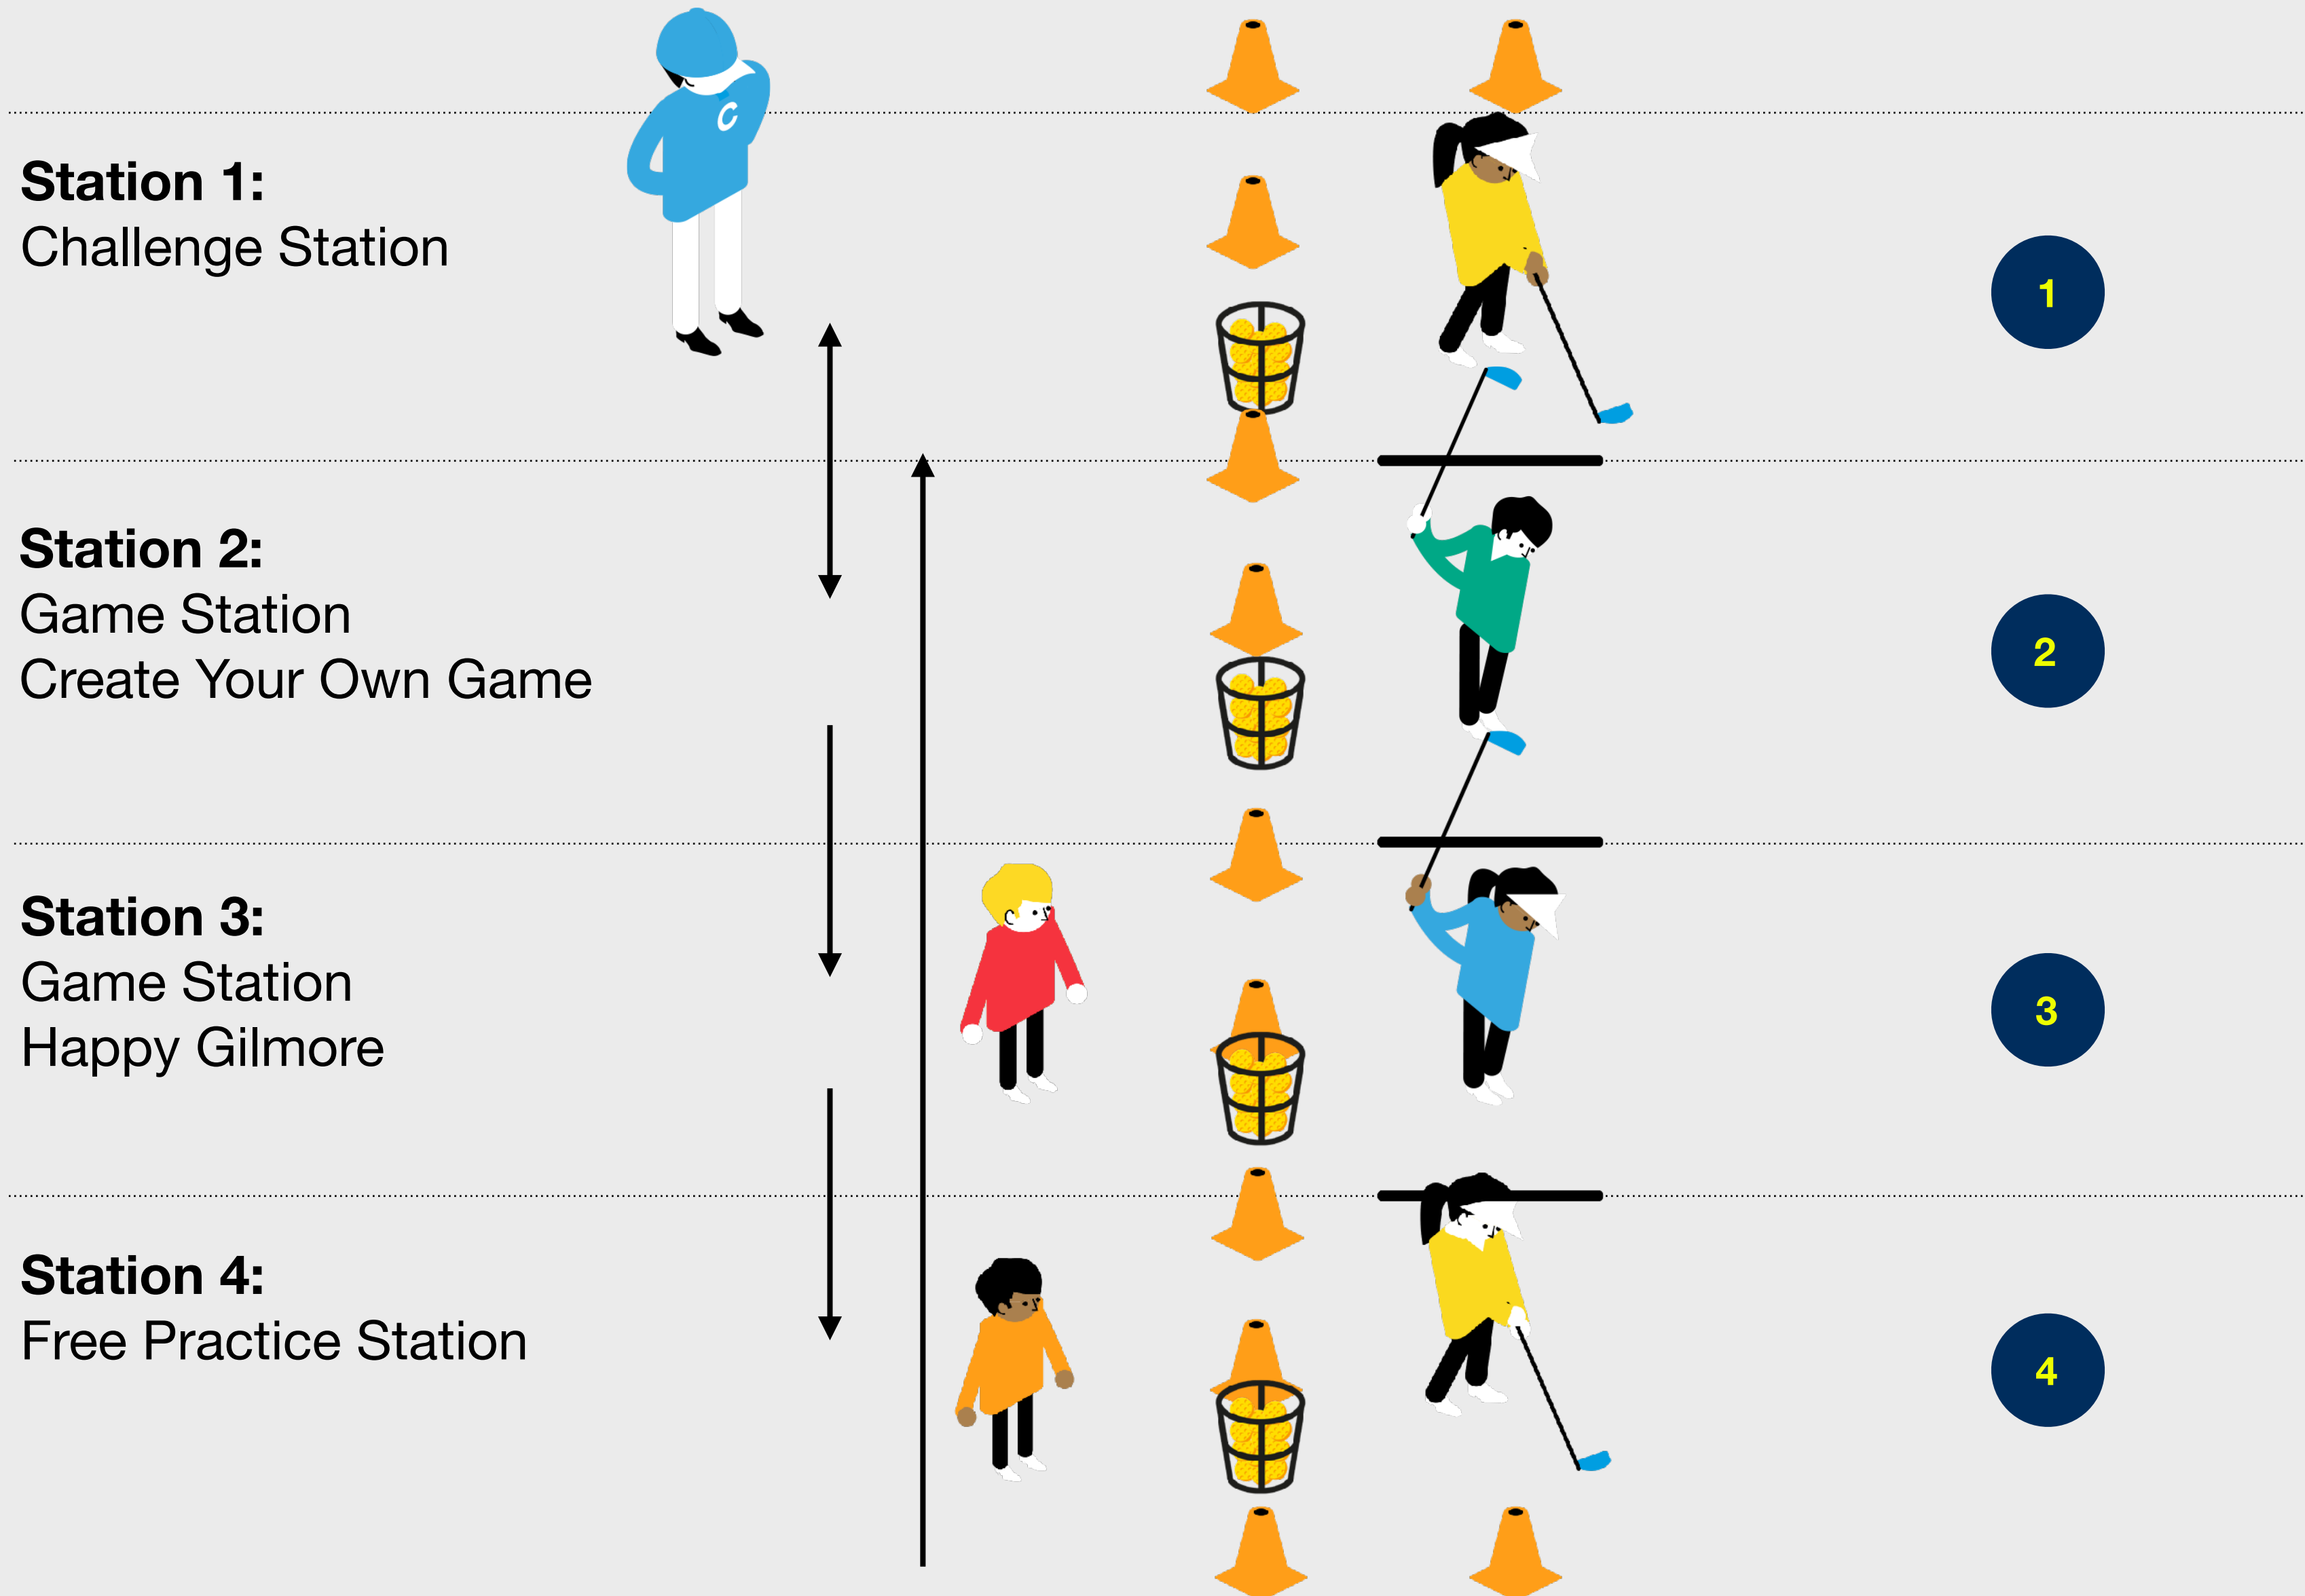 C
Station 1:
Challenge Station
1
Station 2:
Game Station
Create Your Own Game
2
Station 3:
Game Station
Happy Gilmore
3
Station 4:
Free Practice Station
4